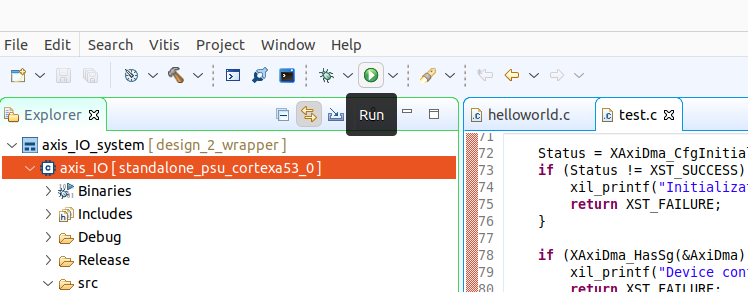 File Edit Search Vitis Project Window Help
Explorer
Run
helloworld.c test.c
axis_IO_system [ design_2_wrapper ]
axis_IO [ standalone_psu_cortexa53_0 ]
Binaries
Includes
Debug
Release
src
71
72 Status = XAxiDma_CfgInitial
73 if (Status != XST_SUCCESS)
74 xil_printf("Initializat
75 return XST_FAILURE;
76 }
77
78 if (XAxiDma_HasSg(&AxiDma)
79 xil_printf("Device cont
80 return XST_FAILURE;